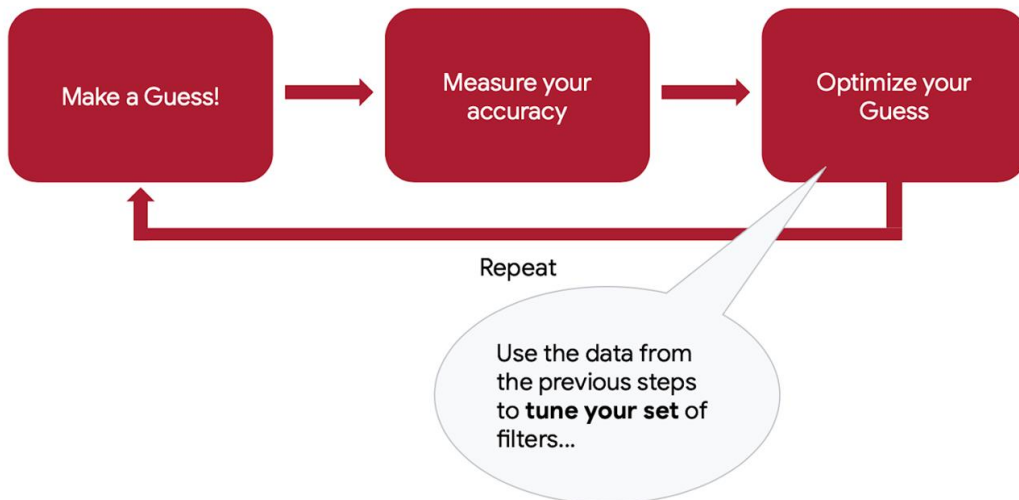 Make a Guess!
Measure your
accuracy
Optimize your
Guess
Repeat
Use the data from
the previous steps
to tune your set of
filters...